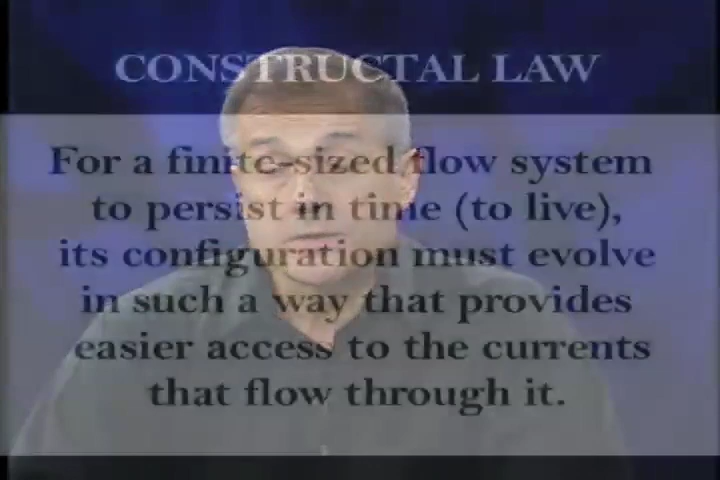 CONSTRUCTAL LAW
For a finite-sized flow system
to persist in time (to live),
its configuration must evolve
in such a way that provides
easier access to the currents
that flow through it.